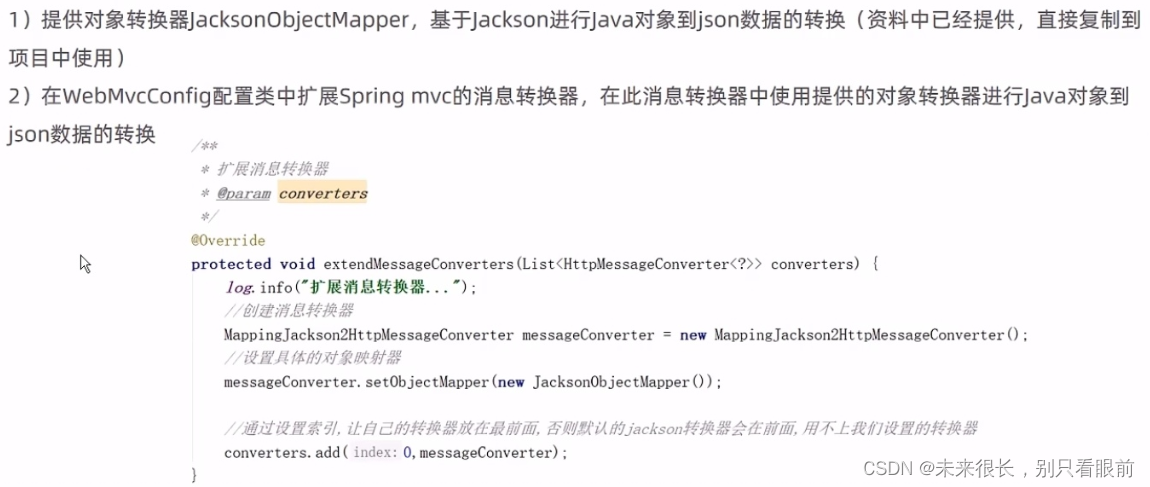 1）提供对象转换器JacksonObjectMapper，基于Jackson进行Java对象到json数据的转换（资料中已经提供，直接复制到
项目中使用）
2）在WebMvcConfig配置类中扩展Spring mvc的消息转换器，在此消息转换器中使用提供的对象转换器进行Java对象到
json数据的转换
/**
 * 扩展消息转换器
 * @param converters
 */
@Override
protected void extendMessageConverters(List<HttpMessageConverter<?>> converters) {
log.info("扩展消息转换器...");
//创建消息转换器
MappingJackson2HttpMessageConverter messageConverter = new MappingJackson2HttpMessageConverter();
//设置具体的对象映射器
messageConverter.setObjectMapper(new JacksonObjectMapper());
//通过设置索引,让自己的转换器放在最前面,否则默认的jackson转换器会在前面,用不上我们设置的转换器
converters.add( index: 0,messageConverter);
}
CSDN @未来很长，别只看眼前